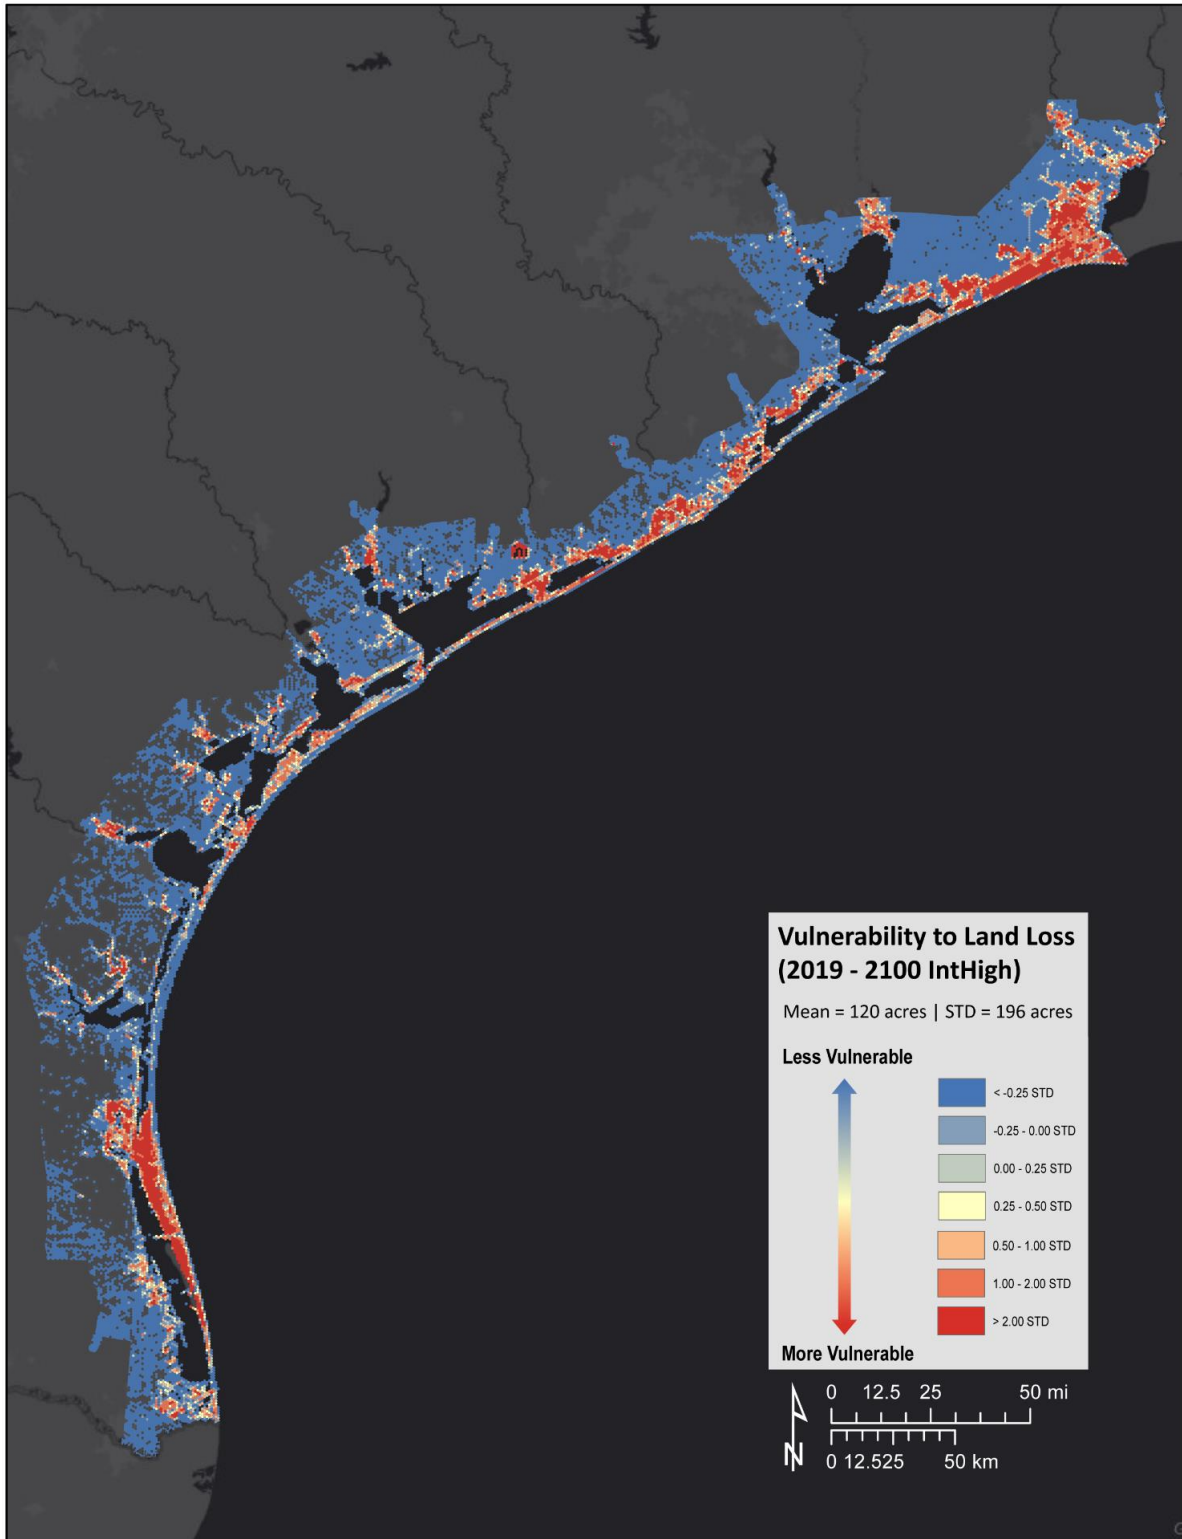 Vulnerability to Land Loss
(2019 - 2100 IntHigh)
Mean = 120 acres | STD = 196 acres
Less Vulnerable
< -0.25 STD
-0.25 - 0.00 STD
0.00 - 0.25 STD
0.25 - 0.50 STD
0.50 - 1.00 STD
1.00 - 2.00 STD
> 2.00 STD
More Vulnerable
0 12.5 25 50 mi
N
0 12.525 50 km